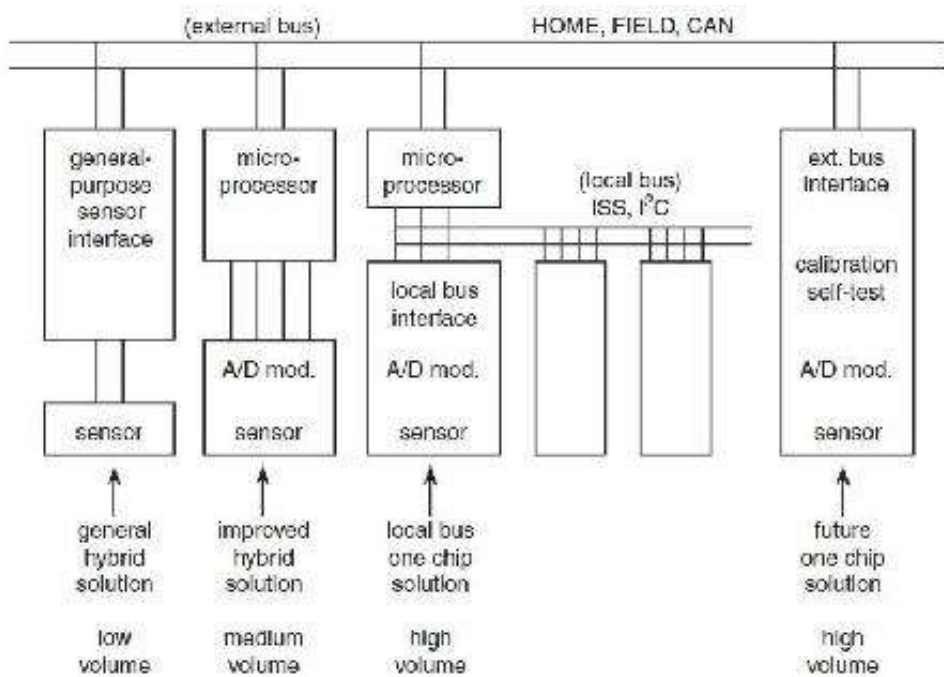 (external bus)
HOME, FIELD, CAN
general-
purpose
sensor
interface
sensor
micro-
processor
A/D mod.
sensor
micro-
processor
local bus
interface
A/D mod.
sensor
(local bus)
ISS, I²C
ext. bus
interface
calibration
self-test
A/D mod.
sensor
general
hybrid
solution
low
volume
improved
hybrid
solution
medium
volume
local bus
one chip
solution
high
volume
future
one chip
solution
high
volume